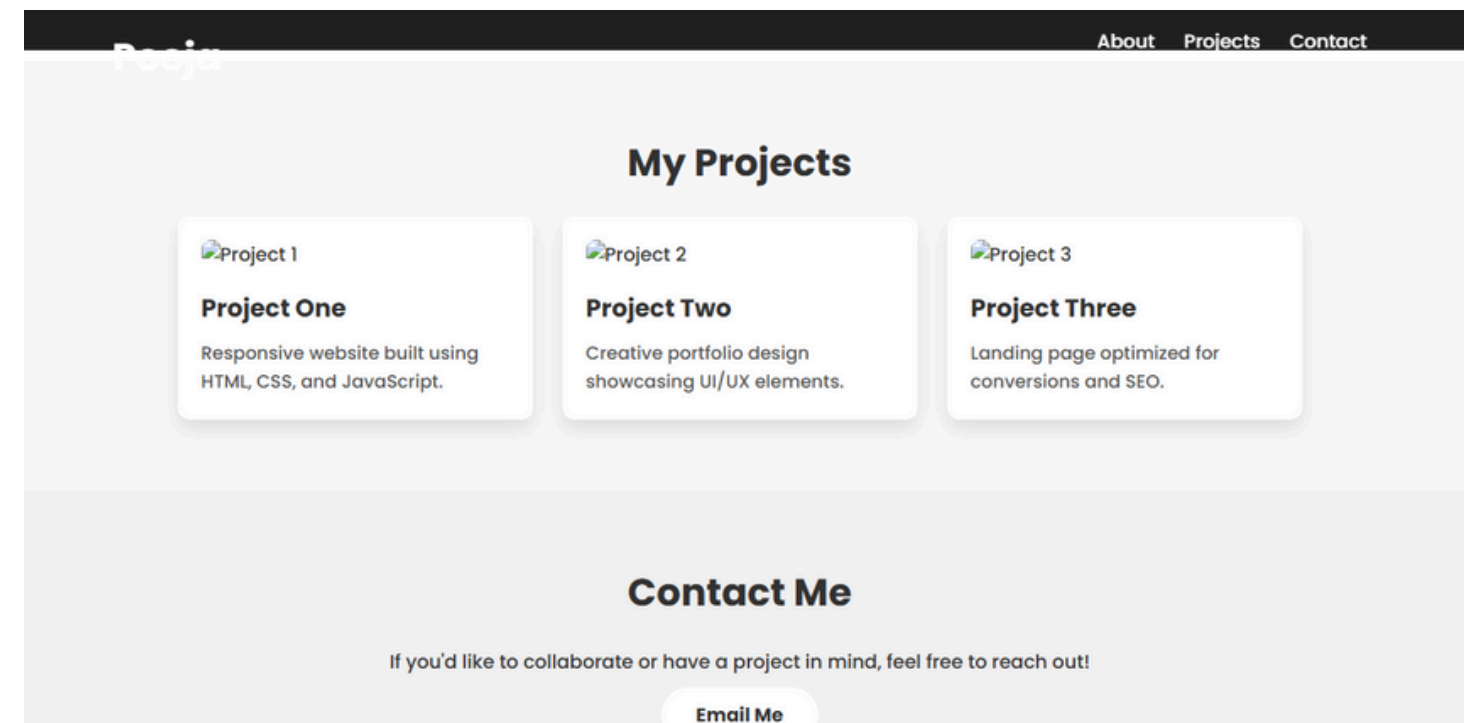 Pooja
About Projects Contact
My Projects
Project 1
Project 2
Project 3
Project One
Project Two
Project Three
Responsive website built using
HTML, CSS, and JavaScript.
Creative portfolio design
showcasing UI/UX elements.
Landing page optimized for
conversions and SEO.
Contact Me
If you'd like to collaborate or have a project in mind, feel free to reach out!
Email Me